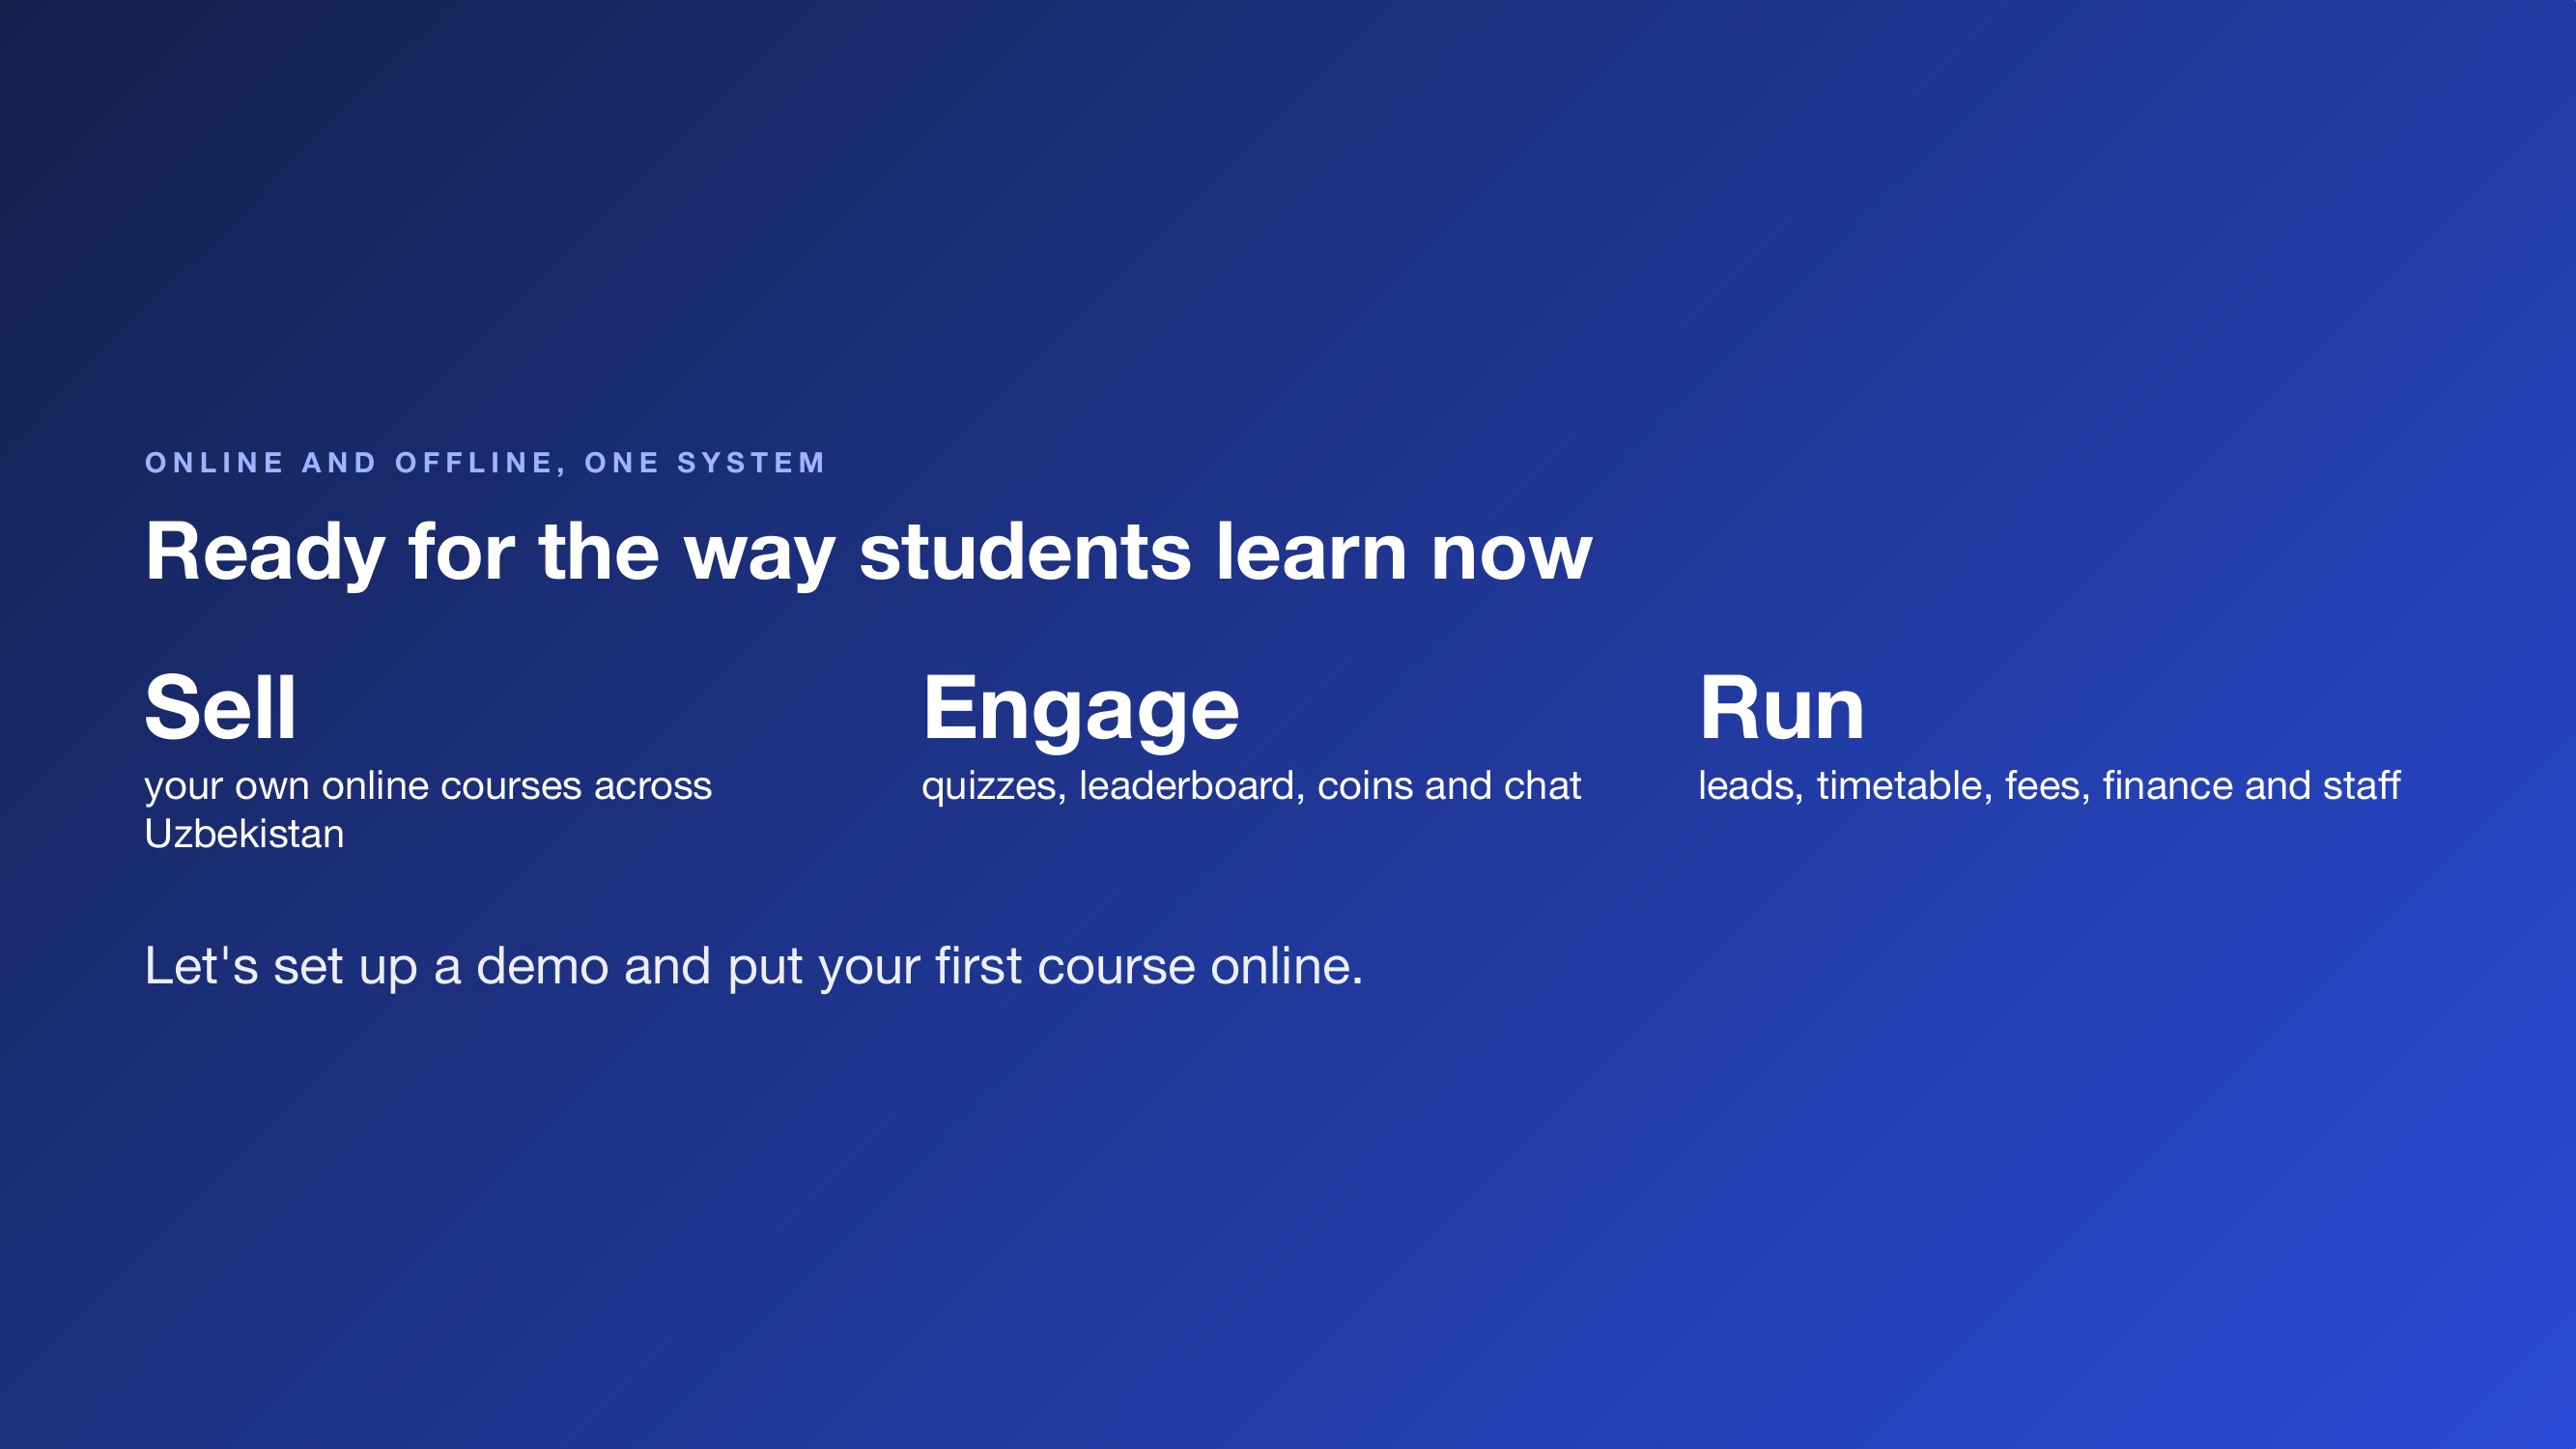 ONLINE AND OFFLINE, ONE SYSTEM
Ready for the way students learn now
Sell
your own online courses across
Uzbekistan
Engage
quizzes, leaderboard, coins and chat
Run
leads, timetable, fees, finance and staff
Let's set up a demo and put your first course online.